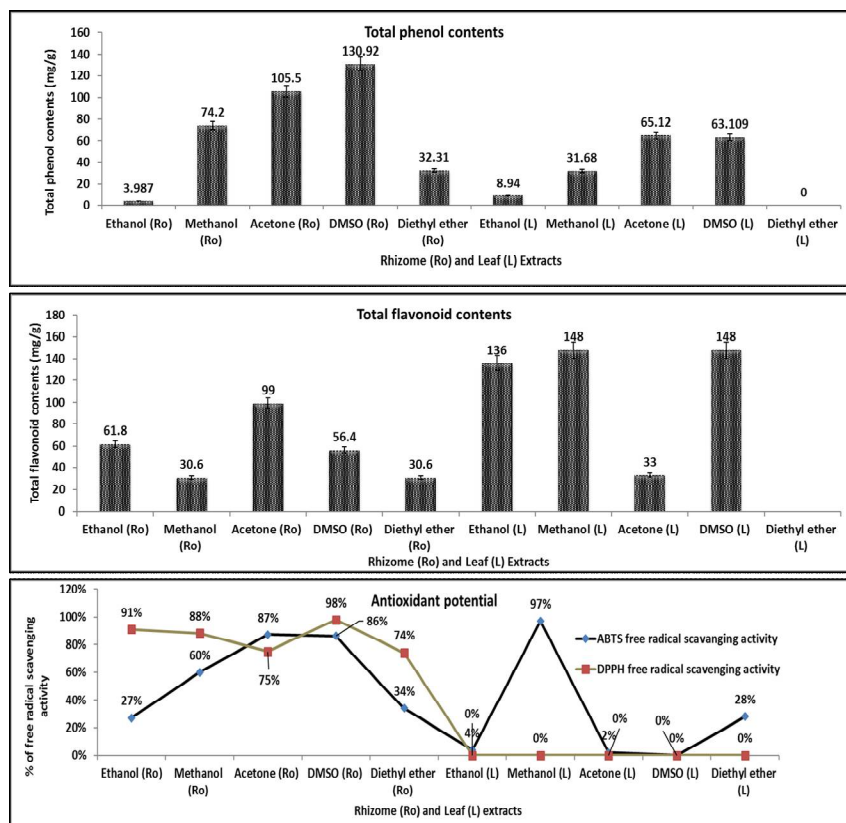 Total phenol contents
Total phenol contents (mg/g)
160
140
120
100
80
60
40
20
0
3.987
74.2
105.5
130.92
32.31
8.94
31.68
65.12
63.109
0
Ethanol (Ro)
Methanol (Ro)
Acetone (Ro)
DMSO (Ro)
Diethyl ether (Ro)
Ethanol (L)
Methanol (L)
Acetone (L)
DMSO (L)
Diethyl ether (L)
Rhizome (Ro) and Leaf (L) Extracts
Total flavonoid contents
Total flavonoid contents (mg/g)
180
160
140
120
100
80
60
40
20
0
61.8
30.6
99
56.4
30.6
136
148
33
148
Ethanol (Ro)
Methanol (Ro)
Acetone (Ro)
DMSO (Ro)
Diethyl ether (Ro)
Ethanol (L)
Methanol (L)
Acetone (L)
DMSO (L)
Diethyl ether (L)
Rhizome (Ro) and Leaf (L) Extracts
Antioxidant potential
% of free radical scavenging activity
120%
100%
80%
60%
40%
20%
0%
91%
88%
87%
98%
86%
74%
27%
60%
75%
34%
0%
4%
97%
0%
0%
2%
0%
0%
28%
0%
ABTS free radical scavanging activity
DPPH free radical scavenging activity
Ethanol (Ro)
Methanol (Ro)
Acetone (Ro)
DMSO (Ro)
Diethyl ether (Ro)
Ethanol (L)
Methanol (L)
Acetone (L)
DMSO (L)
Diethyl ether (L)
Rhizome (Ro) and Leaf (L) extracts